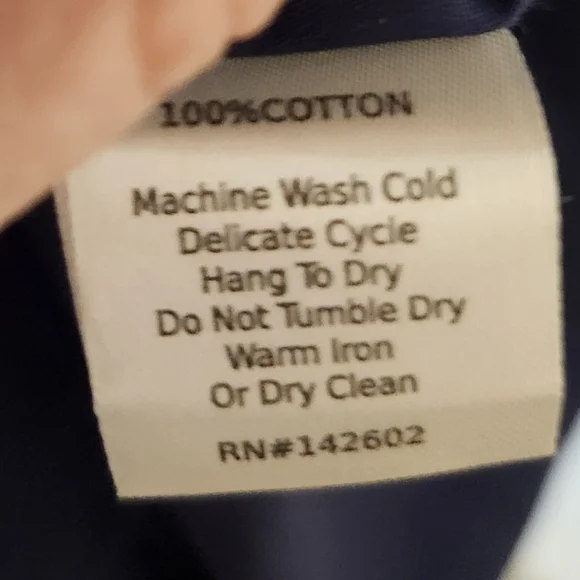 100%COTTON
Machine Wash Cold
Delicate Cycle
Hang To Dry
Do Not Tumble Dry
Warm Iron
Or Dry Clean
RN#142602